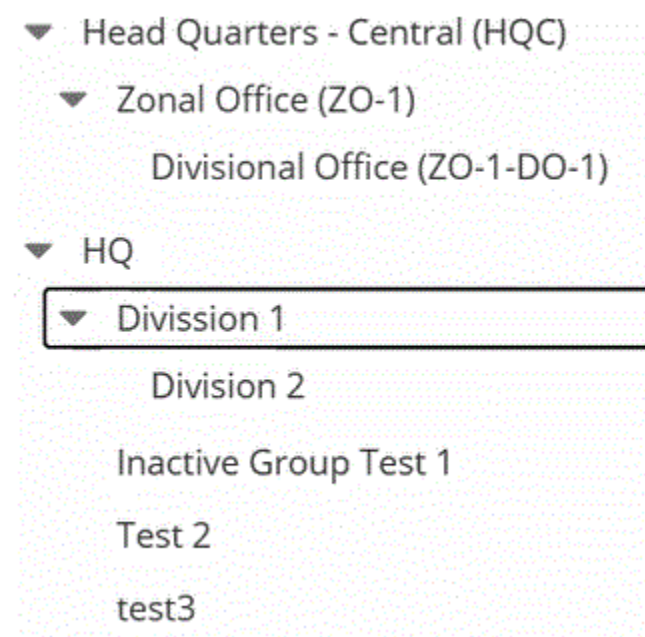 Head Quarters - Central (HQC)
Zonal Office (ZO-1)
Divisional Office (ZO-1-DO-1)
HQ
Divission 1
Division 2
Inactive Group Test 1
Test 2
test3